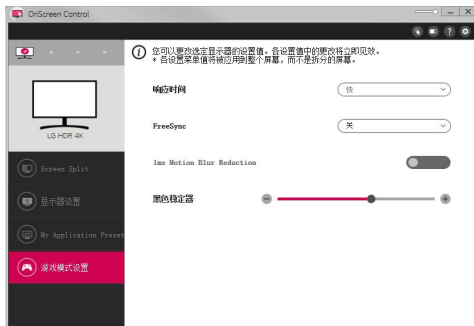 OnScreen Control
您可以更改选定显示器的设置值。各设置值中的更改将立即见效。
* 各设置菜单值将被应用到整个屏幕，而不是拆分的屏幕。
LG HDR 4K
Screen Split
显示器设置
My Application Preset
游戏模式设置
响应时间
快
FreeSync
关
1ms Motion Blur Reduction
黑色稳定器